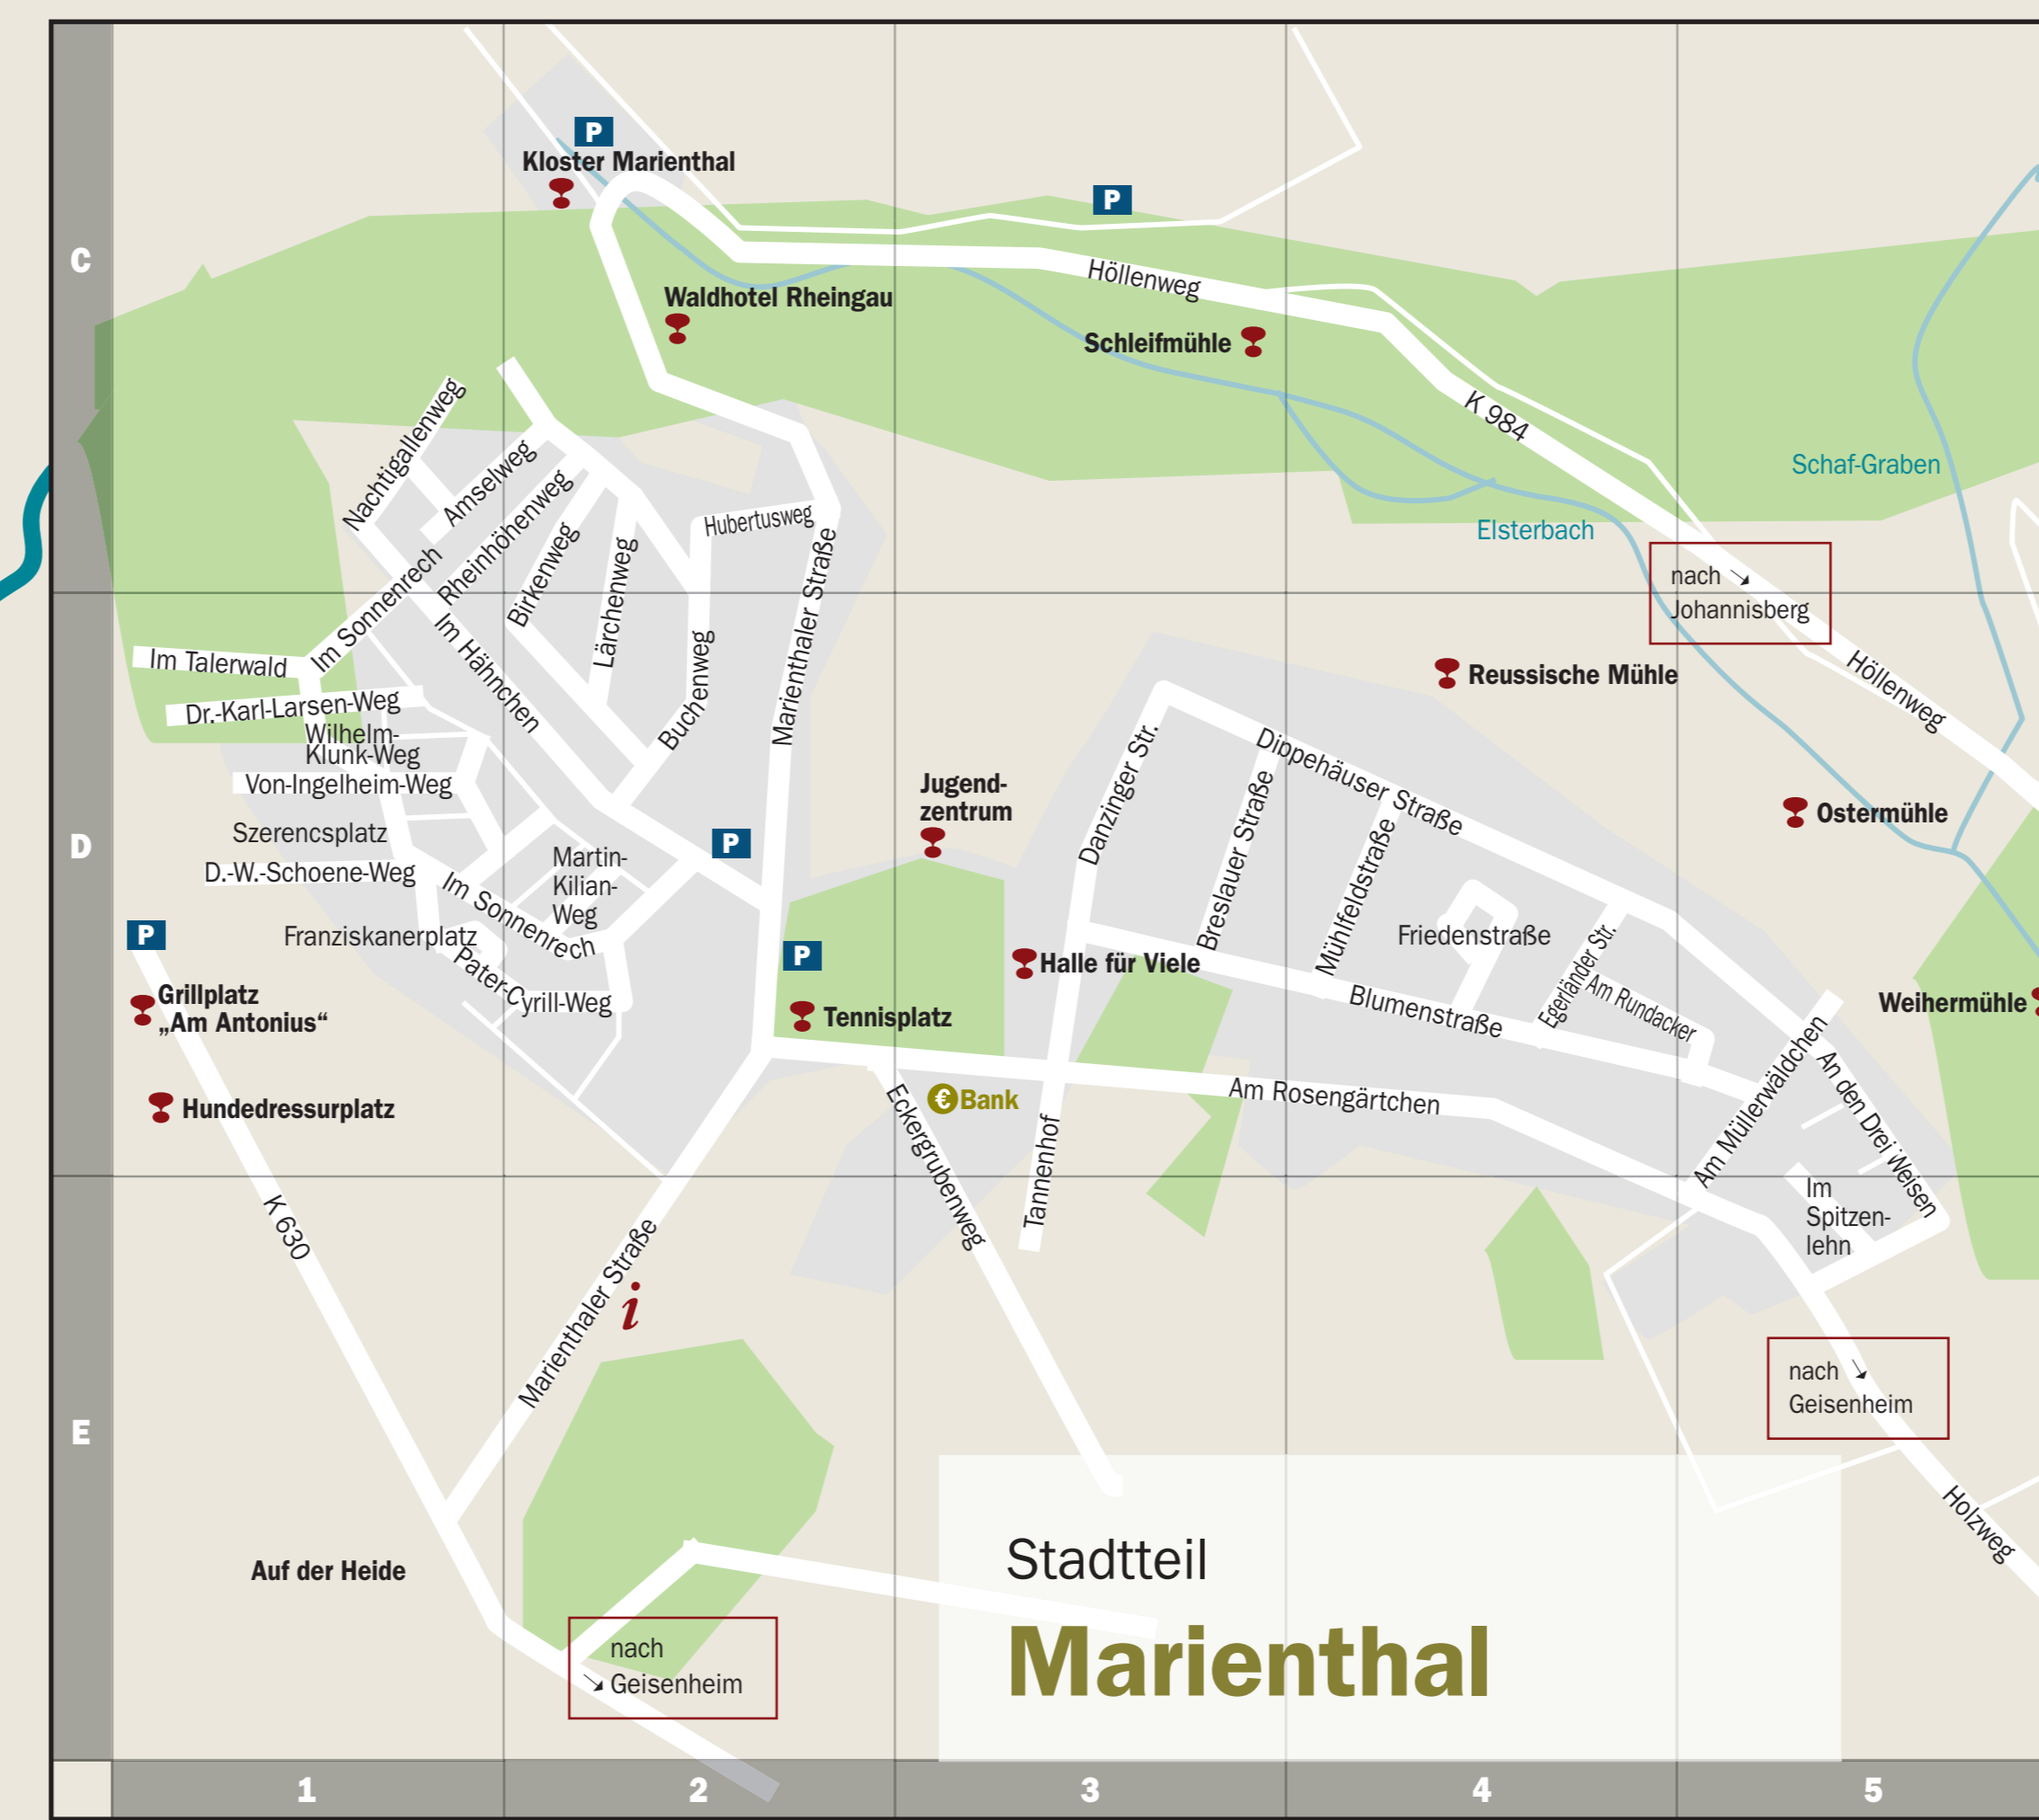 P
Kloster Marienthal
P
C
Höllenweg
Waldhotel Rheingau
Schleifmühle
K 984
Nachtigallenweg
Amselweg
Rheinhöhenweg
Birkenweg
Lärchenweg
Hubertusweg
Marienthaler Straße
Schaf-Graben
Elsterbach
nach
Johannisberg
Im Sonnenrech
Im Talerwald
Im Hähnchen
Buchenweg
Dr.-Karl-Larsen-Weg
Wilhelm-
Klunk-Weg
Von-Ingelheim-Weg
Szerencsplatz
D.-W.-Schoene-Weg
Reussische Mühle
Höllenweg
Dippehäuser Straße
Danzinger Str.
Breslauer Straße
Mühlfeldstraße
Jugend-
zentrum
Ostermühle
D
P
Martin-
Kilian-
Weg
Im Sonnenrech
Franziskanerplatz
Pater-Cyrill-Weg
P
Grillplatz
„Am Antonius“
P
Tennisplatz
Halle für Viele
Friedenstraße
Egerländer Str.
Am Rundacker
Blumenstraße
Weihermühle
Hundedressurplatz
€ Bank
Eckergrubenweg
Tannenhof
Am Rosengärtchen
Am Müllerwäldchen
An den Drei Weisen
Im
Spitzen-
lehn
K 630
Marienthaler Straße
i
nach
Geisenheim
E
Holzweg
Auf der Heide
nach
Geisenheim
Stadtteil
Marienthal
1
2
3
4
5